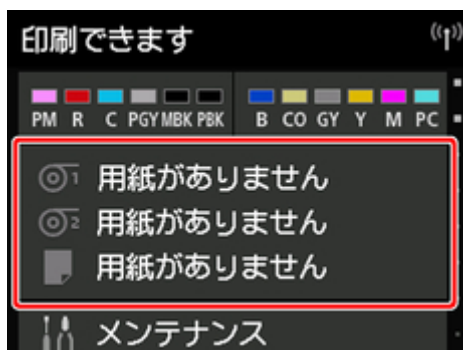 印刷できます
PM R C PGY MBK PBK B CO GY Y M PC
1 用紙がありません
2 用紙がありません
用紙がありません
メンテナンス